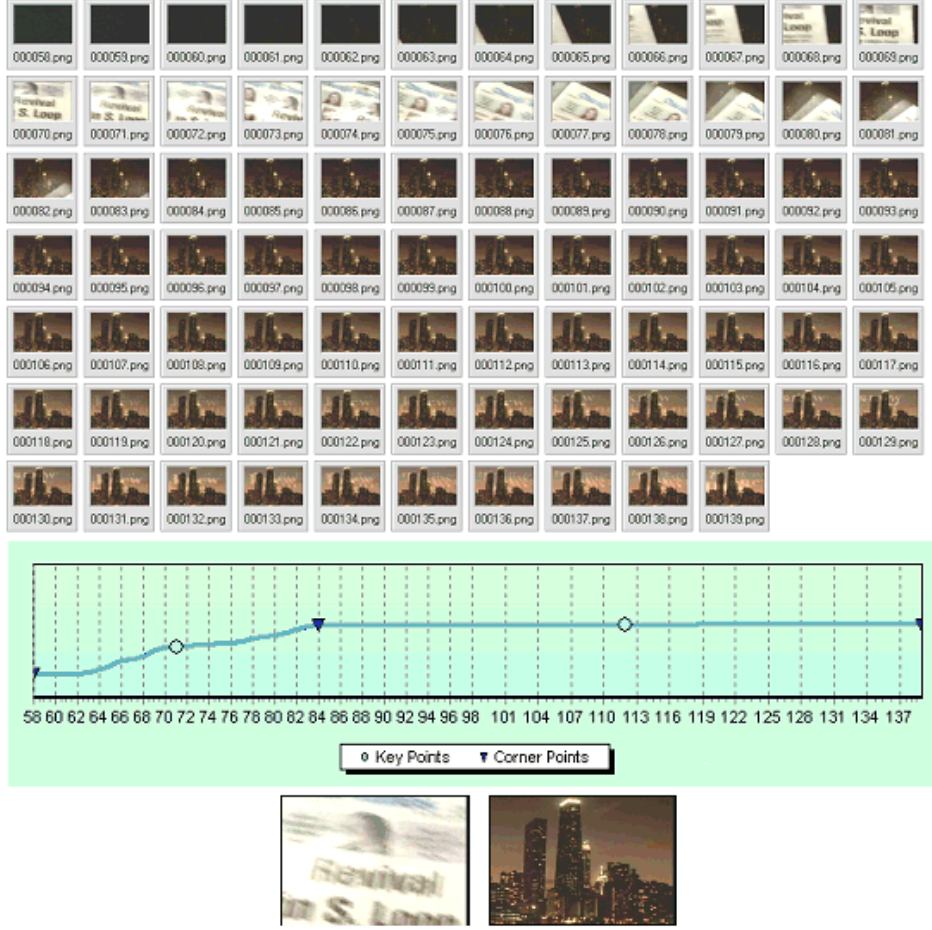 000058.png 000059.png 000060.png 000061.png 000062.png 000063.png 000064.png 000065.png 000066.png 000067.png 000068.png 000069.png
000070.png 000071.png 000072.png 000073.png 000074.png 000075.png 000076.png 000077.png 000078.png 000079.png 000080.png 000081.png
000082.png 000083.png 000084.png 000085.png 000086.png 000087.png 000088.png 000089.png 000090.png 000091.png 000092.png 000093.png
000094.png 000095.png 000096.png 000097.png 000098.png 000099.png 000100.png 000101.png 000102.png 000103.png 000104.png 000105.png
000106.png 000107.png 000108.png 000109.png 000110.png 000111.png 000112.png 000113.png 000114.png 000115.png 000116.png 000117.png
000118.png 000119.png 000120.png 000121.png 000122.png 000123.png 000124.png 000125.png 000126.png 000127.png 000128.png 000129.png
000130.png 000131.png 000132.png 000133.png 000134.png 000135.png 000136.png 000137.png 000138.png 000139.png
58 60 62 64 66 68 70 72 74 76 78 80 82 84 86 88 90 92 94 96 98 101 104 107 110 113 116 119 122 125 128 131 134 137
Key Points Corner Points
Revival
in S. Loop